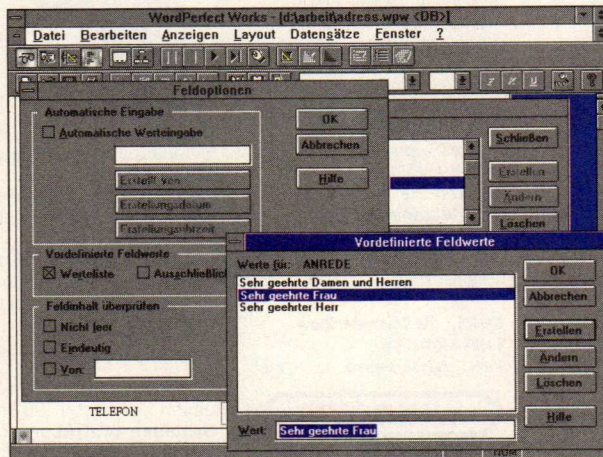 WordPerfect Works - [d:\arbeit\adress.wpw <DB>]
Datei Bearbeiten Anzeigen Layout Datensätze Fenster ?
Feldoptionen
Automatische Eingabe
Automatische Werteingabe
Erstellt von
Erstellungsdatum
Erstellungsuhrzeit
OK
Abbrechen
Hilfe
Schließen
Erstellen
Ändern
Löschen
Vordefinierte Feldwerte
Werteliste Ausschließlich
Feldinhalt überprüfen
Nicht leer
Eindeutig
Von:
TELEFON
Vordefinierte Feldwerte
Werte für: ANREDE
Sehr geehrte Damen und Herren
Sehr geehrte Frau
Sehr geehrter Herr
Wert: Sehr geehrte Frau
OK
Abbrechen
Erstellen
Ändern
Löschen
Hilfe
NUM